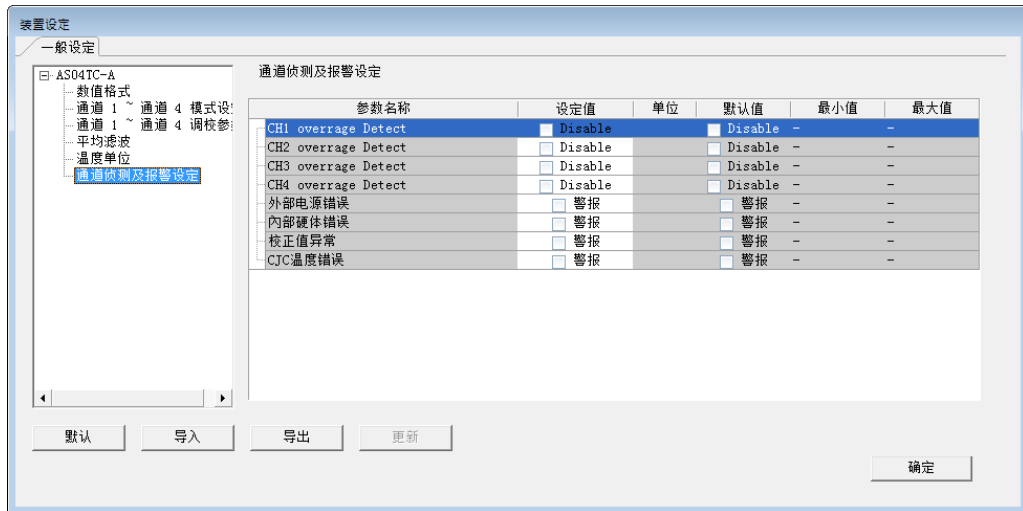 装置设定
一般设定
AS04TC-A
数值格式
通道 1 ~ 通道 4 模式设
通道 1 ~ 通道 4 调校参
平均滤波
温度单位
通道侦测及报警设定
通道侦测及报警设定
参数名称 设定值 单位 默认值 最小值 最大值
CH1 overrage Detect Disable Disable - -
CH2 overrage Detect Disable Disable - -
CH3 overrage Detect Disable Disable - -
CH4 overrage Detect Disable Disable - -
外部电源错误 警报 警报 - -
内部硬体错误 警报 警报 - -
校正值异常 警报 警报 - -
CJC温度错误 警报 警报 - -
默认 导入 导出 更新
确定